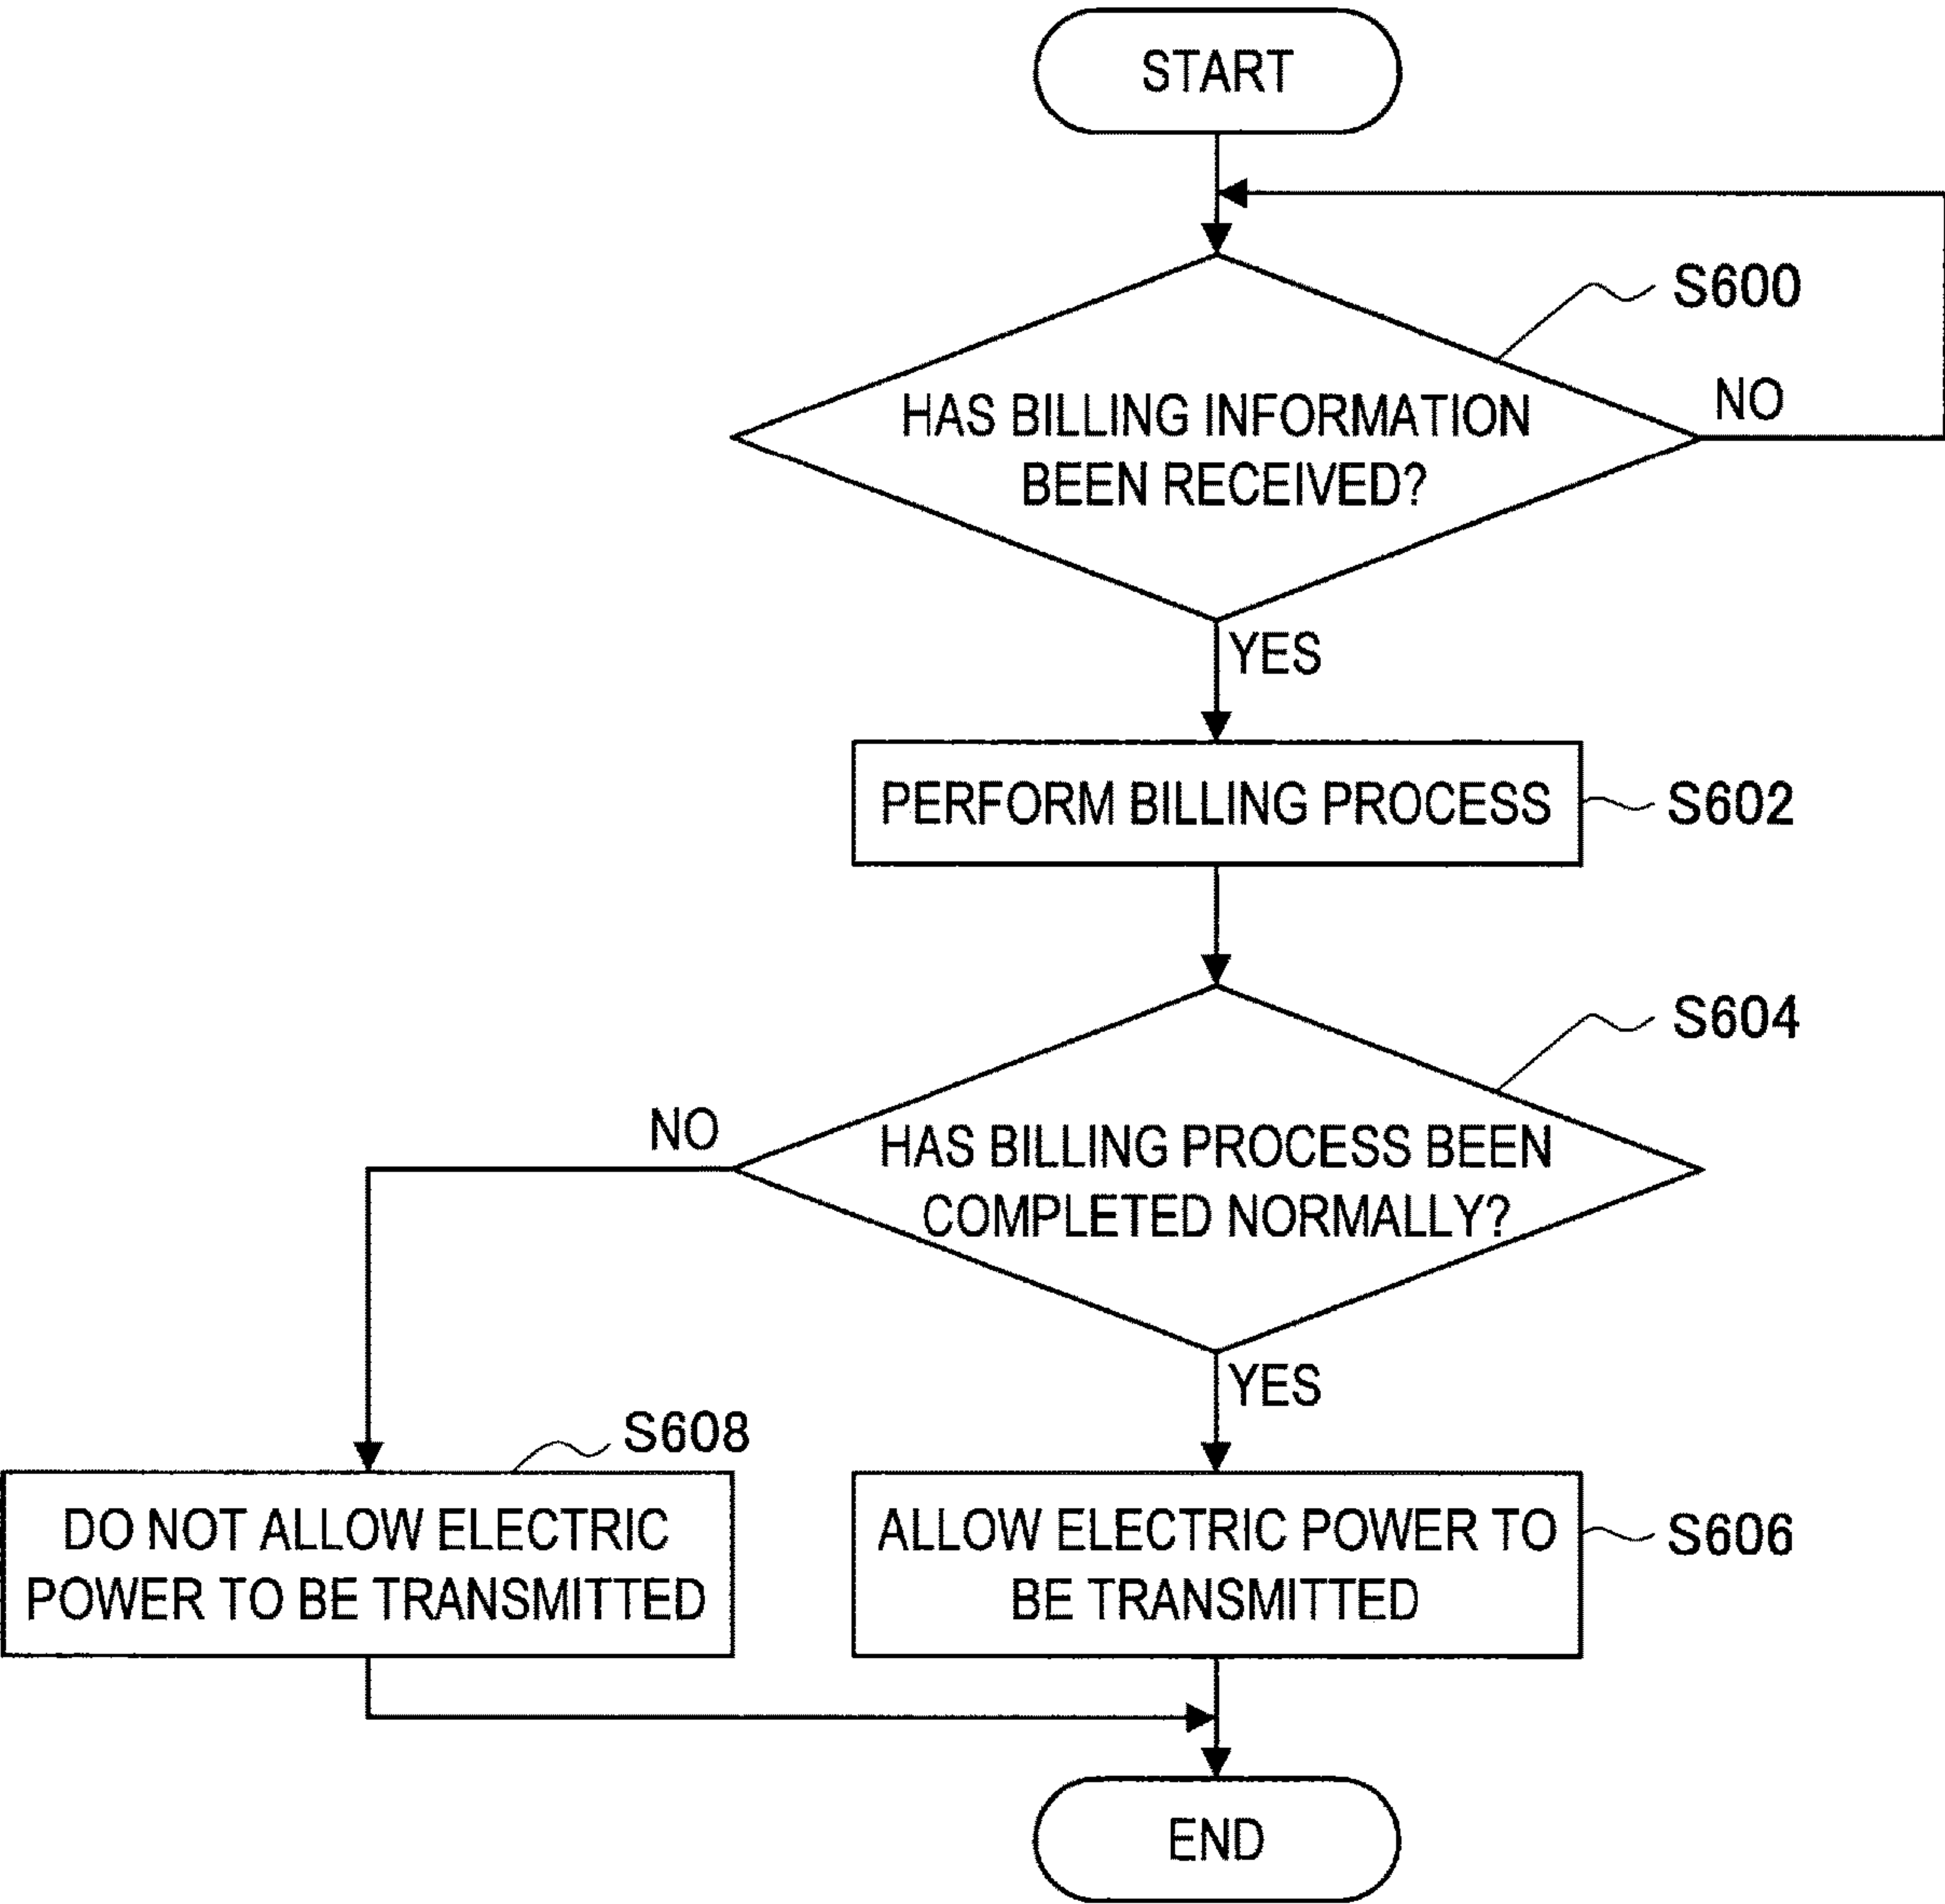 START
S600
HAS BILLING INFORMATION
BEEN RECEIVED?
NO
YES
PERFORM BILLING PROCESS
S602
S604
NO
HAS BILLING PROCESS BEEN
COMPLETED NORMALLY?
YES
S608
DO NOT ALLOW ELECTRIC
POWER TO BE TRANSMITTED
ALLOW ELECTRIC POWER TO
BE TRANSMITTED
S606
END